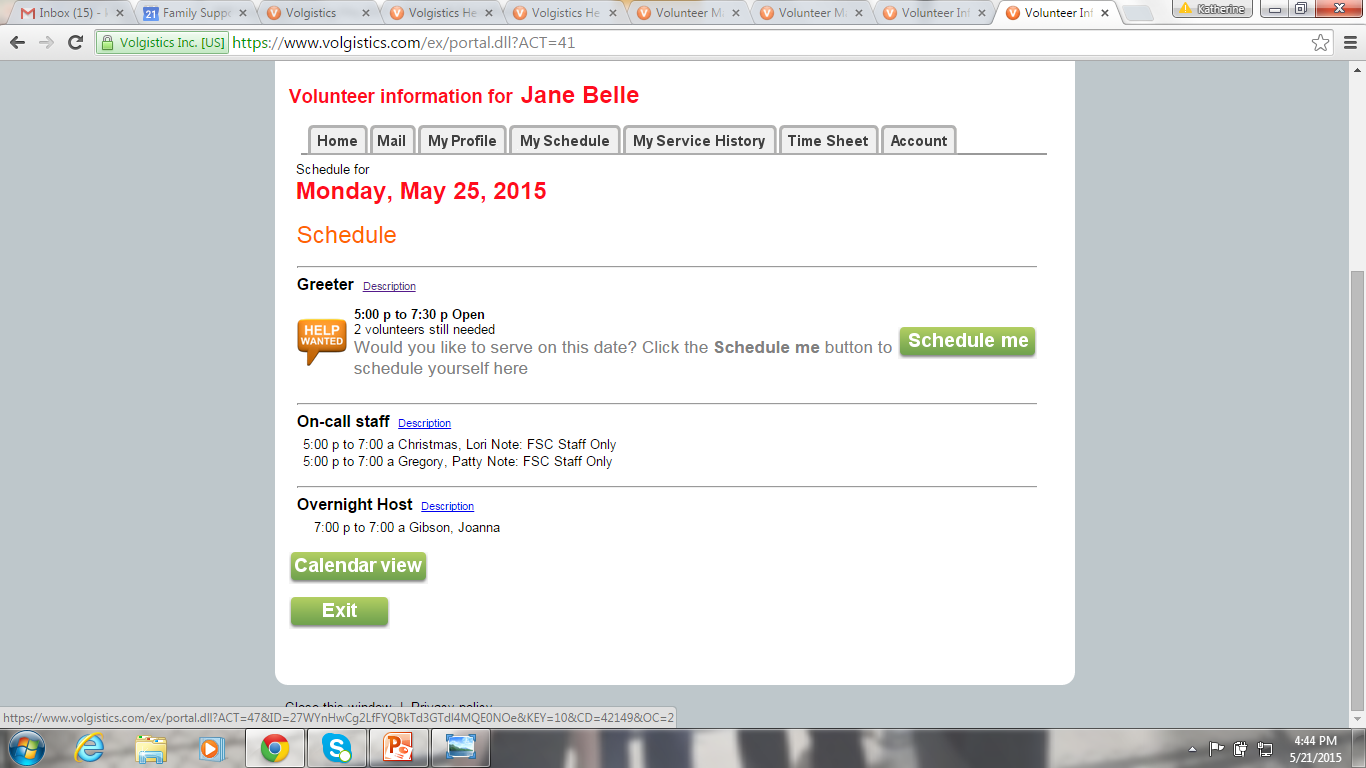 Inbox (15) -
Family Suppo
Volgistics
Volgistics He
Volgistics He
Volunteer M
Volunteer M
Volunteer Inf
Volunteer Inf
Katherine
21
Volgistics Inc. [US]
https://www.volgistics.com/ex/portal.dll?ACT=41
Volunteer information for Jane Belle
Home
Mail
My Profile
My Schedule
My Service History
Time Sheet
Account
Schedule for
Monday, May 25, 2015
Schedule
Greeter Description
HELP
WANTED
5:00 p to 7:30 p Open
2 volunteers still needed
Would you like to serve on this date? Click the Schedule me button to
schedule yourself here
Schedule me
On-call staff Description
5:00 p to 7:00 a Christmas, Lori Note: FSC Staff Only
5:00 p to 7:00 a Gregory, Patty Note: FSC Staff Only
Overnight Host Description
7:00 p to 7:00 a Gibson, Joanna
Calendar view
Exit
Close this window | Privacy policy
https://www.volgistics.com/ex/portal.dll?ACT=47&ID=27WYnHwCg2LfFYQBkTd3GTdI4MQE0NOe&KEY=10&CD=42149&OC=2
4:44 PM
5/21/2015